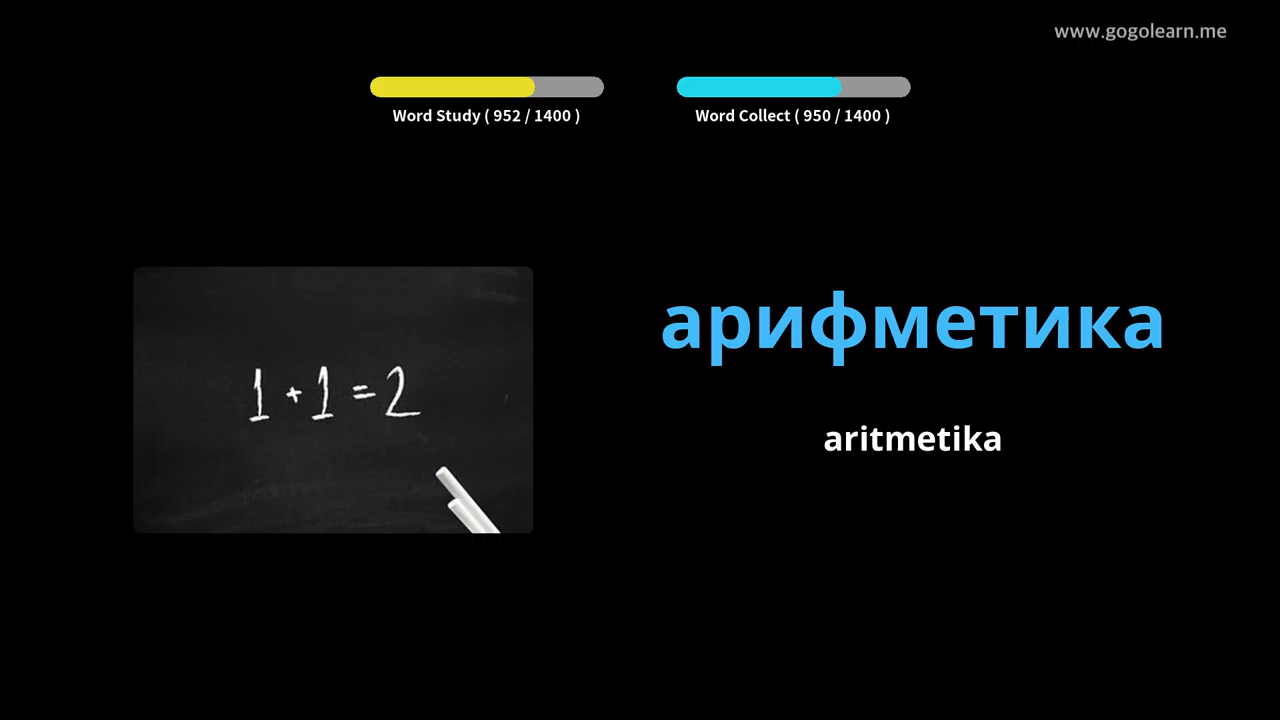 www.gogolearn.me
Word Study ( 952 / 1400 )
Word Collect ( 950 / 1400 )
1 + 1 = 2
арифметика
aritmetika